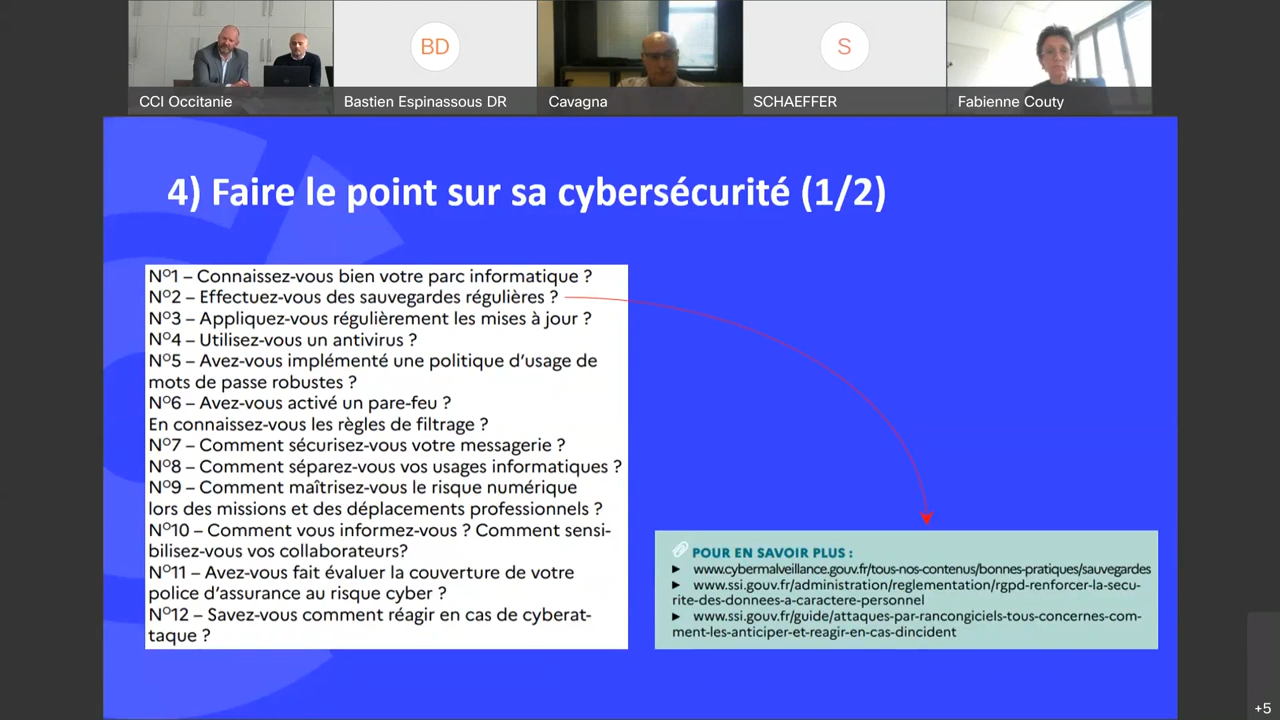 BD
S
CCI Occitanie
Bastien Espinassous DR
Cavagna
SCHAEFFER
Fabienne Couty
4) Faire le point sur sa cybersécurité (1/2)
N°1 – Connaissez-vous bien votre parc informatique ?
N°2 – Effectuez-vous des sauvegardes régulières ?
N°3 – Appliquez-vous régulièrement les mises à jour ?
N°4 – Utilisez-vous un antivirus ?
N°5 – Avez-vous implémenté une politique d'usage de
mots de passe robustes ?
N°6 – Avez-vous activé un pare-feu ?
En connaissez-vous les règles de filtrage ?
N°7 – Comment sécurisez-vous votre messagerie ?
N°8 – Comment séparez-vous vos usages informatiques ?
N°9 – Comment maîtrisez-vous le risque numérique
lors des missions et des déplacements professionnels ?
N°10 – Comment vous informez-vous ? Comment sensi-
bilisez-vous vos collaborateurs?
N°11 – Avez-vous fait évaluer la couverture de votre
police d'assurance au risque cyber ?
N°12 – Savez-vous comment réagir en cas de cyberat-
taque ?
POUR EN SAVOIR PLUS :
► www.cybermalveillance.gouv.fr/tous-nos-contenus/bonnes-pratiques/sauvegardes
► www.ssi.gouv.fr/administration/reglementation/rgpd-renforcer-la-secu-
rite-des-donnees-a-caractere-personnel
► www.ssi.gouv.fr/guide/attaques-par-rancongiciels-tous-concernes-com-
ment-les-anticiper-et-reagir-en-cas-dincident
+5